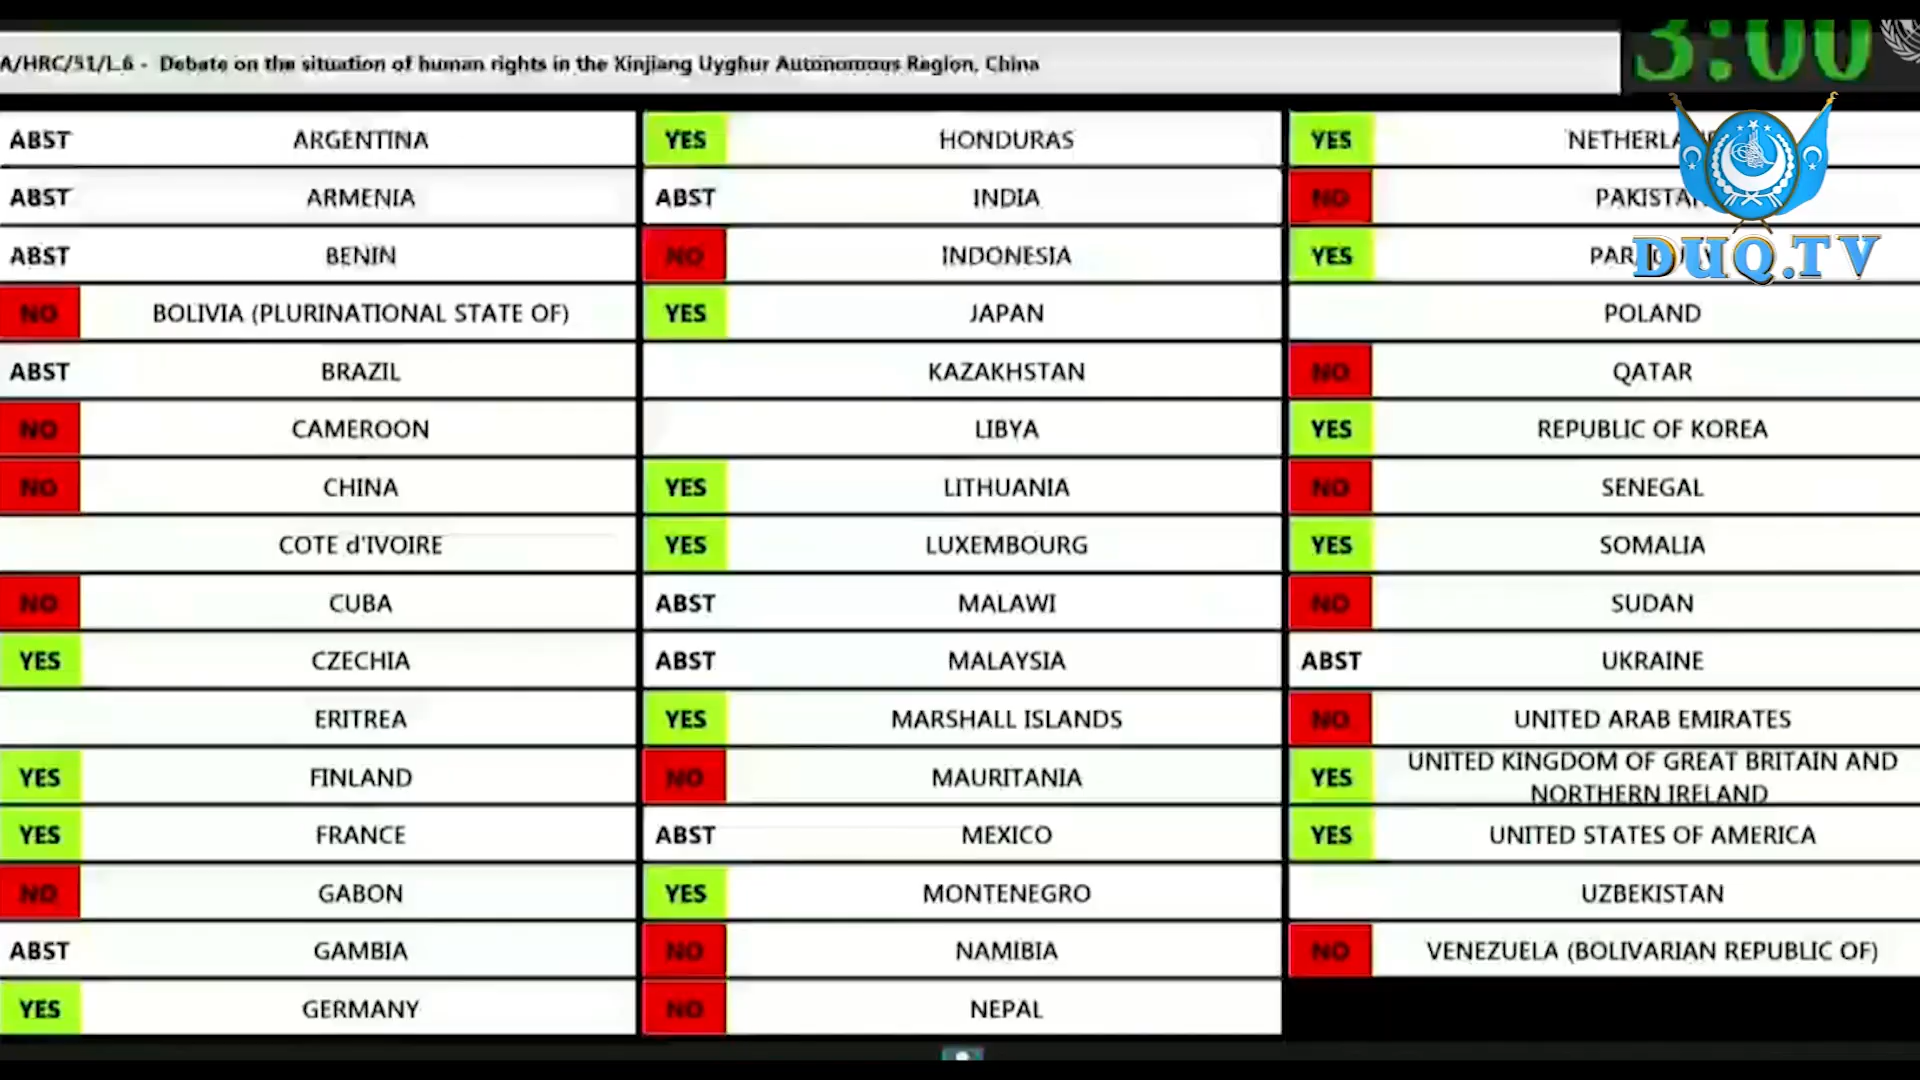 3:00
A/HRC/51/L.6 - Debate on the situation of human rights in the Xinjiang Uyghur Autonomous Region, China
ABST ARGENTINA
ABST ARMENIA
ABST BENIN
NO BOLIVIA (PLURINATIONAL STATE OF)
ABST BRAZIL
NO CAMEROON
NO CHINA
COTE d'IVOIRE
NO CUBA
YES CZECHIA
ERITREA
YES FINLAND
YES FRANCE
NO GABON
ABST GAMBIA
YES GERMANY
YES HONDURAS
ABST INDIA
NO INDONESIA
YES JAPAN
KAZAKHSTAN
LIBYA
YES LITHUANIA
YES LUXEMBOURG
ABST MALAWI
ABST MALAYSIA
YES MARSHALL ISLANDS
NO MAURITANIA
ABST MEXICO
YES MONTENEGRO
NO NAMIBIA
NO NEPAL
YES
NO PAKISTAN
YES
POLAND
NO QATAR
YES REPUBLIC OF KOREA
NO SENEGAL
YES SOMALIA
NO SUDAN
ABST UKRAINE
NO UNITED ARAB EMIRATES
YES UNITED KINGDOM OF GREAT BRITAIN AND
NORTHERN IRELAND
YES UNITED STATES OF AMERICA
UZBEKISTAN
NO VENEZUELA (BOLIVARIAN REPUBLIC OF)
DUQ.TV